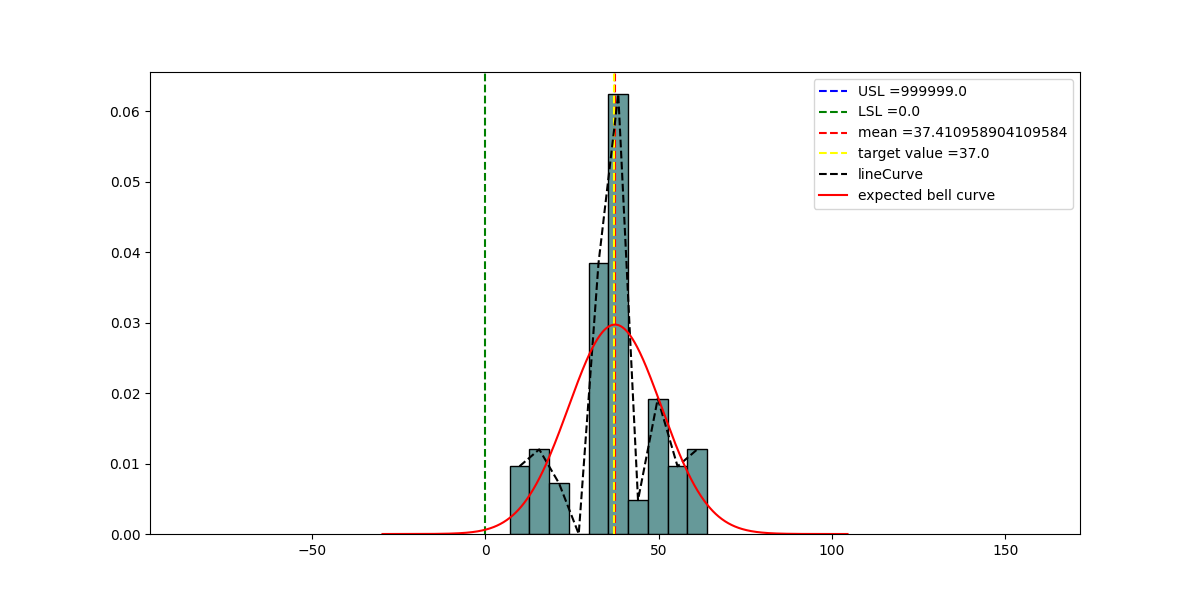 USL =999999.0
LSL =0.0
mean =37.410958904109584
target value =37.0
lineCurve
expected bell curve
0.06
0.05
0.04
0.03
0.02
0.01
0.00
−50
0
50
100
150